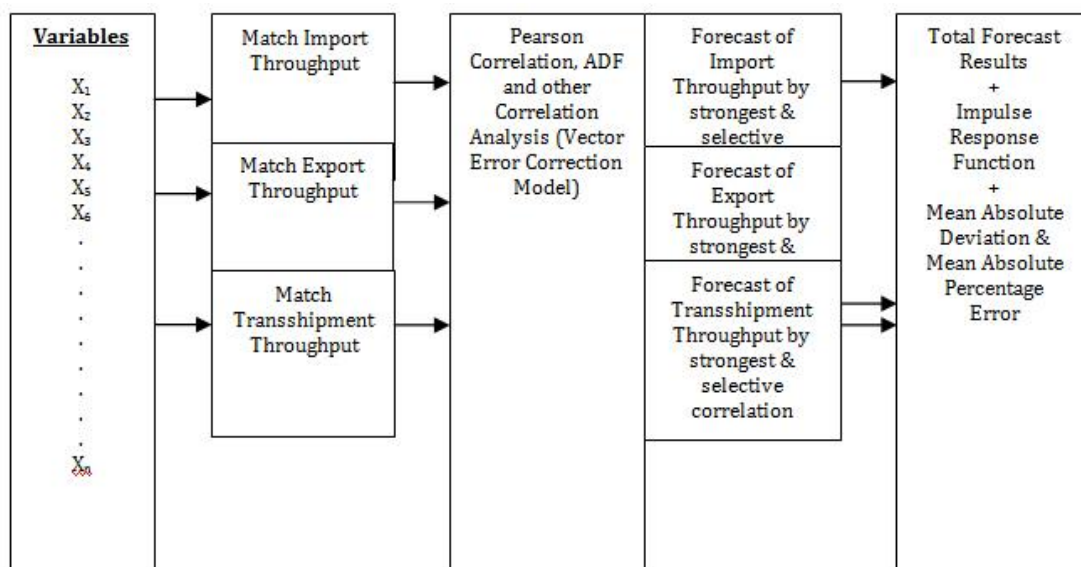 Variables
X₁
X₂
X₃
X₄
X₅
X₆
.
.
.
.
.
.
.
.
Xₙ
Match Import
Throughput
Match Export
Throughput
Match
Transshipment
Throughput
Pearson
Correlation, ADF
and other
Correlation
Analysis (Vector
Error Correction
Model)
Forecast of
Import
Throughput by
strongest &
selective
Forecast of
Export
Throughput by
strongest &
Forecast of
Transshipment
Throughput by
strongest &
selective
correlation
Total Forecast
Results
+
Impulse
Response
Function
+
Mean Absolute
Deviation &
Mean Absolute
Percentage
Error